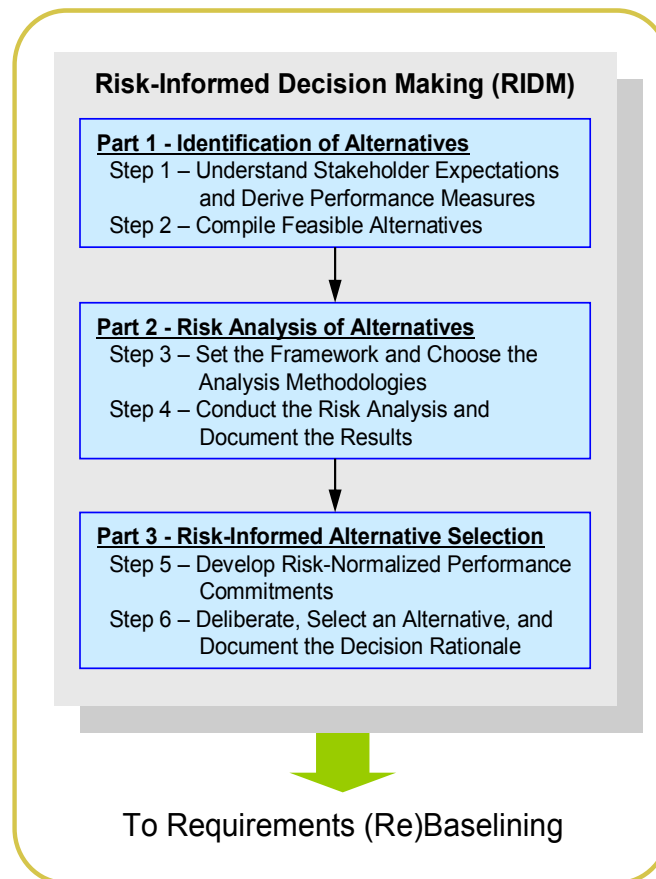 Risk-Informed Decision Making (RIDM)
Part 1 - Identification of Alternatives
Step 1 – Understand Stakeholder Expectations
and Derive Performance Measures
Step 2 – Compile Feasible Alternatives
Part 2 - Risk Analysis of Alternatives
Step 3 – Set the Framework and Choose the
Analysis Methodologies
Step 4 – Conduct the Risk Analysis and
Document the Results
Part 3 - Risk-Informed Alternative Selection
Step 5 – Develop Risk-Normalized Performance
Commitments
Step 6 – Deliberate, Select an Alternative, and
Document the Decision Rationale
To Requirements (Re)Baselining